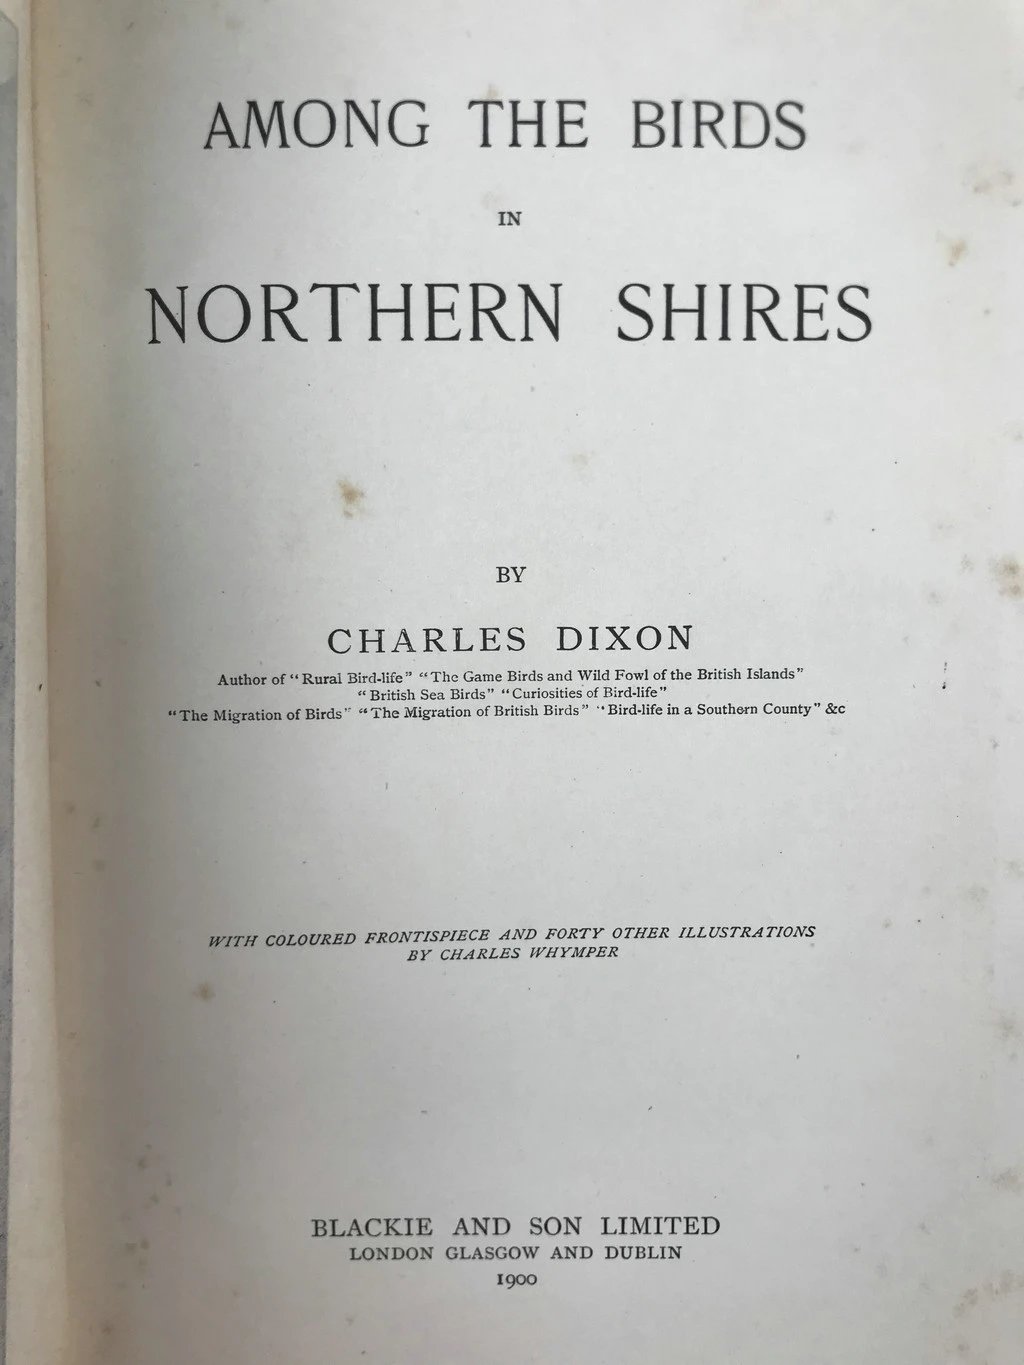 AMONG THE BIRDS
IN
NORTHERN SHIRES
BY
CHARLES DIXON
Author of "Rural Bird-life" "The Game Birds and Wild Fowl of the British Islands"
"British Sea Birds" "Curiosities of Bird-life"
"The Migration of Birds" "The Migration of British Birds" "Bird-life in a Southern County" &c
WITH COLOURED FRONTISPIECE AND FORTY OTHER ILLUSTRATIONS
BY CHARLES WHYMPER
BLACKIE AND SON LIMITED
LONDON GLASGOW AND DUBLIN
1900